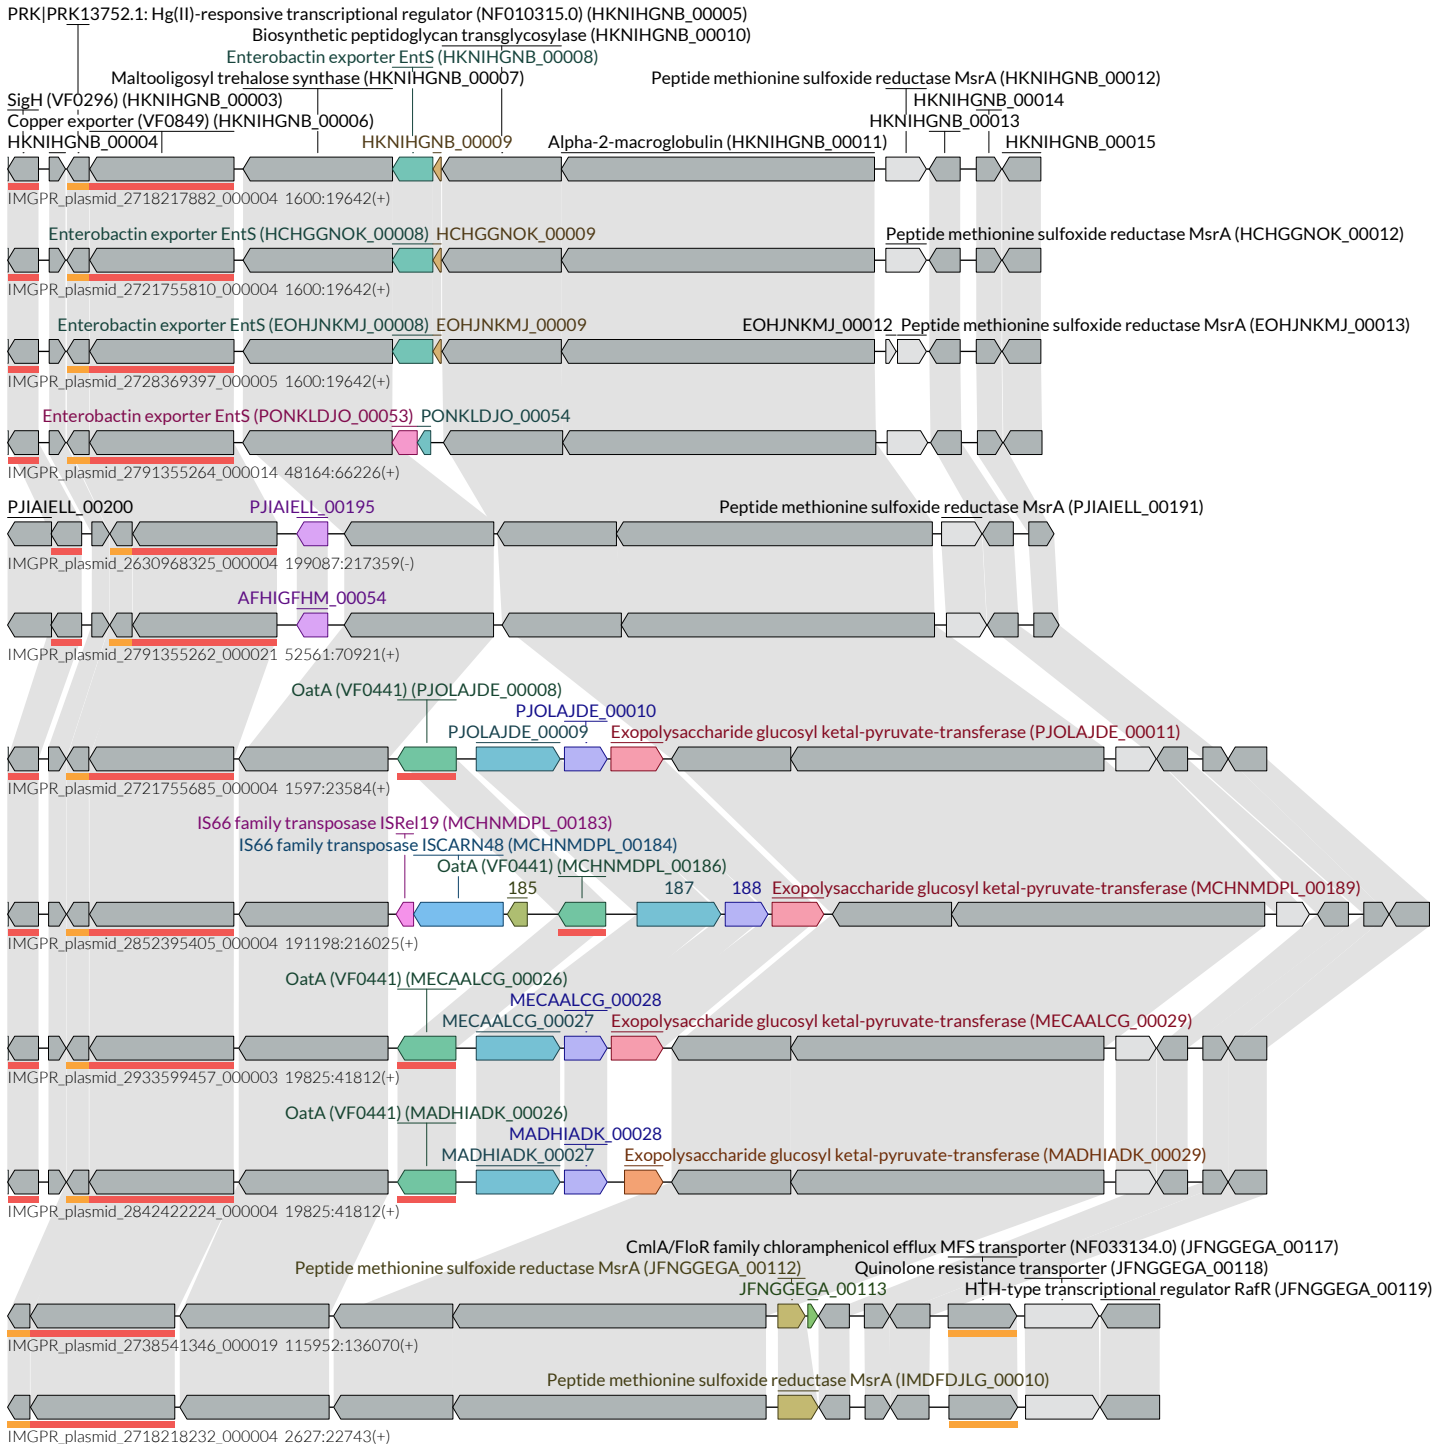 PRK|PRK13752.1: Hg(II)-responsive transcriptional regulator (NF010315.0) (HKNIHGNB_00005)
Biosynthetic peptidoglycan transglycosylase (HKNIHGNB_00010)
Enterobactin exporter EntS (HKNIHGNB_00008)
Maltooligosyl trehalose synthase (HKNIHGNB_00007)
Peptide methionine sulfoxide reductase MsrA (HKNIHGNB_00012)
SigH (VF0296) (HKNIHGNB_00003)
HKNIHGNB_00014
Copper exporter (VF0849) (HKNIHGNB_00006)
HKNIHGNB_00013
HKNIHGNB_00004
HKNIHGNB_00009
Alpha-2-macroglobulin (HKNIHGNB_00011)
HKNIHGNB_00015
IMGPR_plasmid_2718217882_000004 1600:19642(+)
Enterobactin exporter EntS (HCHGGNOK_00008)
HCHGGNOK_00009
Peptide methionine sulfoxide reductase MsrA (HCHGGNOK_00012)
IMGPR_plasmid_2721755810_000004 1600:19642(+)
Enterobactin exporter EntS (EOHJNKMJ_00008)
EOHJNKMJ_00009
EOHJNKMJ_00012
Peptide methionine sulfoxide reductase MsrA (EOHJNKMJ_00013)
IMGPR_plasmid_2728369397_000005 1600:19642(+)
Enterobactin exporter EntS (PONKLDJO_00053)
PONKLDJO_00054
IMGPR_plasmid_2791355264_000014 48164:66226(+)
PJIAIELL_00200
PJIAIELL_00195
Peptide methionine sulfoxide reductase MsrA (PJIAIELL_00191)
IMGPR_plasmid_2630968325_000004 199087:217359(-)
AFHIGFHM_00054
IMGPR_plasmid_2791355262_000021 52561:70921(+)
OatA (VF0441) (PJOLAJDE_00008)
PJOLAJDE_00010
PJOLAJDE_00009
Exopolysaccharide glucosyl ketal-pyruvate-transferase (PJOLAJDE_00011)
IMGPR_plasmid_2721755685_000004 1597:23584(+)
IS66 family transposase ISRel19 (MCHNMDPL_00183)
IS66 family transposase ISCARN48 (MCHNMDPL_00184)
OatA (VF0441) (MCHNMDPL_00186)
185
187
188
Exopolysaccharide glucosyl ketal-pyruvate-transferase (MCHNMDPL_00189)
IMGPR_plasmid_2852395405_000004 191198:216025(+)
OatA (VF0441) (MECAALCG_00026)
MECAALCG_00028
MECAALCG_00027
Exopolysaccharide glucosyl ketal-pyruvate-transferase (MECAALCG_00029)
IMGPR_plasmid_2933599457_000003 19825:41812(+)
OatA (VF0441) (MADHIADK_00026)
MADHIADK_00028
MADHIADK_00027
Exopolysaccharide glucosyl ketal-pyruvate-transferase (MADHIADK_00029)
IMGPR_plasmid_2842422224_000004 19825:41812(+)
CmlA/FloR family chloramphenicol efflux MFS transporter (NF033134.0) (JFNGGEGA_00117)
Peptide methionine sulfoxide reductase MsrA (JFNGGEGA_00112)
Quinolone resistance transporter (JFNGGEGA_00118)
JFNGGEGA_00113
HTH-type transcriptional regulator RafR (JFNGGEGA_00119)
IMGPR_plasmid_2738541346_000019 115952:136070(+)
Peptide methionine sulfoxide reductase MsrA (IMDFDJLG_00010)
IMGPR_plasmid_2718218232_000004 2627:22743(+)